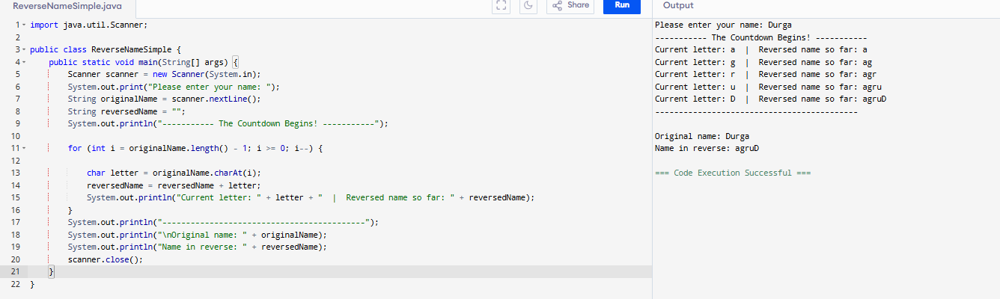 ReverseNameSimple.java
Share
Run
Output
1 import java.util.Scanner;
2
3 public class ReverseNameSimple {
4     public static void main(String[] args) {
5         Scanner scanner = new Scanner(System.in);
6         System.out.print("Please enter your name: ");
7         String originalName = scanner.nextLine();
8         String reversedName = "";
9         System.out.println("----------- The Countdown Begins! -----------");
10
11         for (int i = originalName.length() - 1; i >= 0; i--) {
12
13             char letter = originalName.charAt(i);
14             reversedName = reversedName + letter;
15             System.out.println("Current letter: " + letter + "  |  Reversed name so far: " + reversedName);
16         }
17         System.out.println("-------------------------------------------");
18         System.out.println("\nOriginal name: " + originalName);
19         System.out.println("Name in reverse: " + reversedName);
20         scanner.close();
21     }
22 }
Please enter your name: Durga
----------- The Countdown Begins! -----------
Current letter: a  |  Reversed name so far: a
Current letter: g  |  Reversed name so far: ag
Current letter: r  |  Reversed name so far: agr
Current letter: u  |  Reversed name so far: agru
Current letter: D  |  Reversed name so far: agruD
-------------------------------------------
Original name: Durga
Name in reverse: agruD
=== Code Execution Successful ===